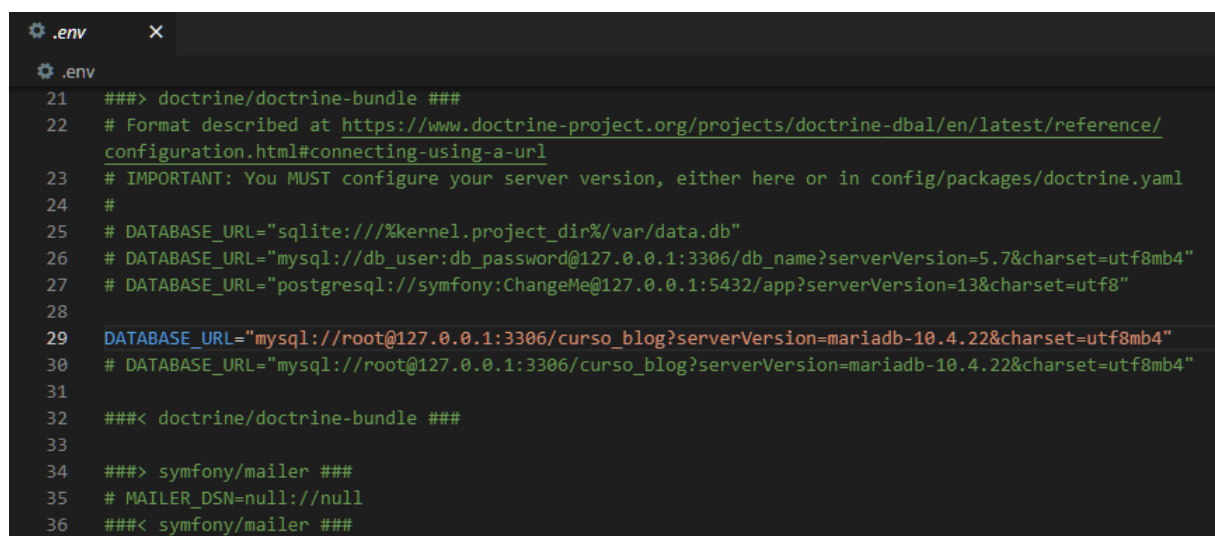 .env
.env
21 ###> doctrine/doctrine-bundle ###
22 # Format described at https://www.doctrine-project.org/projects/doctrine-dbal/en/latest/reference/
configuration.html#connecting-using-a-url
23 # IMPORTANT: You MUST configure your server version, either here or in config/packages/doctrine.yaml
24 #
25 # DATABASE_URL="sqlite:///%kernel.project_dir%/var/data.db"
26 # DATABASE_URL="mysql://db_user:db_password@127.0.0.1:3306/db_name?serverVersion=5.7&charset=utf8mb4"
27 # DATABASE_URL="postgresql://symfony:ChangeMe@127.0.0.1:5432/app?serverVersion=13&charset=utf8"
28
29 DATABASE_URL="mysql://root@127.0.0.1:3306/curso_blog?serverVersion=mariadb-10.4.22&charset=utf8mb4"
30 # DATABASE_URL="mysql://root@127.0.0.1:3306/curso_blog?serverVersion=mariadb-10.4.22&charset=utf8mb4"
31
32 ###< doctrine/doctrine-bundle ###
33
34 ###> symfony/mailer ###
35 # MAILER_DSN=null://null
36 ###< symfony/mailer ###